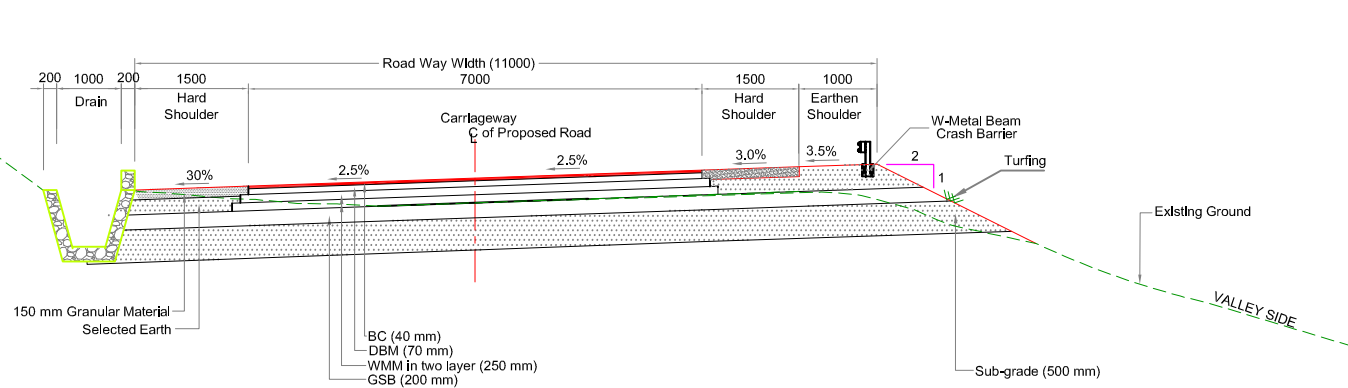 Road Way Width (11000)
200 1000 200 1500 7000 1500 1000
Drain
Hard
Shoulder
Hard
Shoulder
Earthen
Shoulder
Carriageway
C of Proposed Road
L
W-Metal Beam
Crash Barrier
30%
2.5%
2.5%
3.0%
3.5%
2
1
Turfing
Existing Ground
VALLEY SIDE
150 mm Granular Material
Selected Earth
BC (40 mm)
DBM (70 mm)
WMM in two layer (250 mm)
GSB (200 mm)
Sub-grade (500 mm)